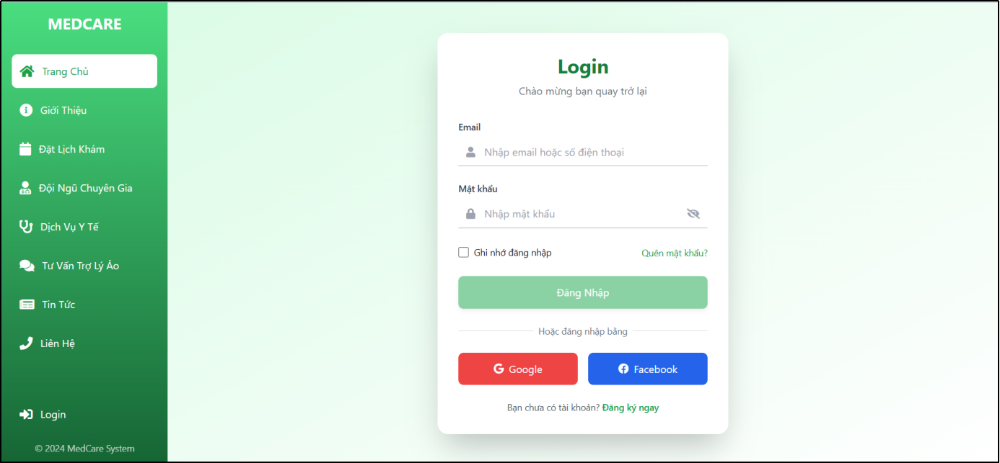 MEDCARE
Trang Chủ
Giới Thiệu
Đặt Lịch Khám
Đội Ngũ Chuyên Gia
Dịch Vụ Y Tế
Tư Vấn Trợ Lý Ảo
Tin Tức
Liên Hệ
Login
© 2024 MedCare System
Login
Chào mừng bạn quay trở lại
Email
Nhập email hoặc số điện thoại
Mật khẩu
Nhập mật khẩu
Ghi nhớ đăng nhập Quên mật khẩu?
Đăng Nhập
Hoặc đăng nhập bằng
Google Facebook
Bạn chưa có tài khoản? Đăng ký ngay